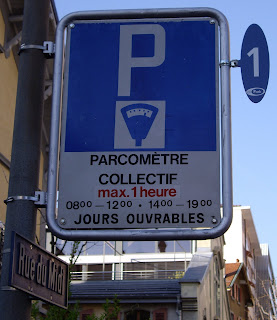 P
1
PARCOMÈTRE
COLLECTIF
max. 1 heure
08⁰⁰ — 12⁰⁰ • 14⁰⁰ — 19⁰⁰
JOURS OUVRABLES
Rue du Midi